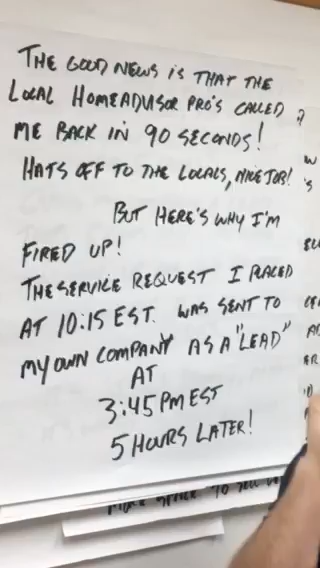 THE GOOD NEWS IS THAT THE
LOCAL HOMEADVISOR PRO'S CALLED
ME BACK IN 90 SECONDS!
HATS OFF TO THE LOCALS, NICE JOB!
BUT HERE'S WHY I'M
FIRED UP!
THE SERVICE REQUEST I PLACED
AT 10:15 EST. WAS SENT TO
MY OWN COMPANY AS A "LEAD"
AT
3:45 PM EST
5 HOURS LATER!